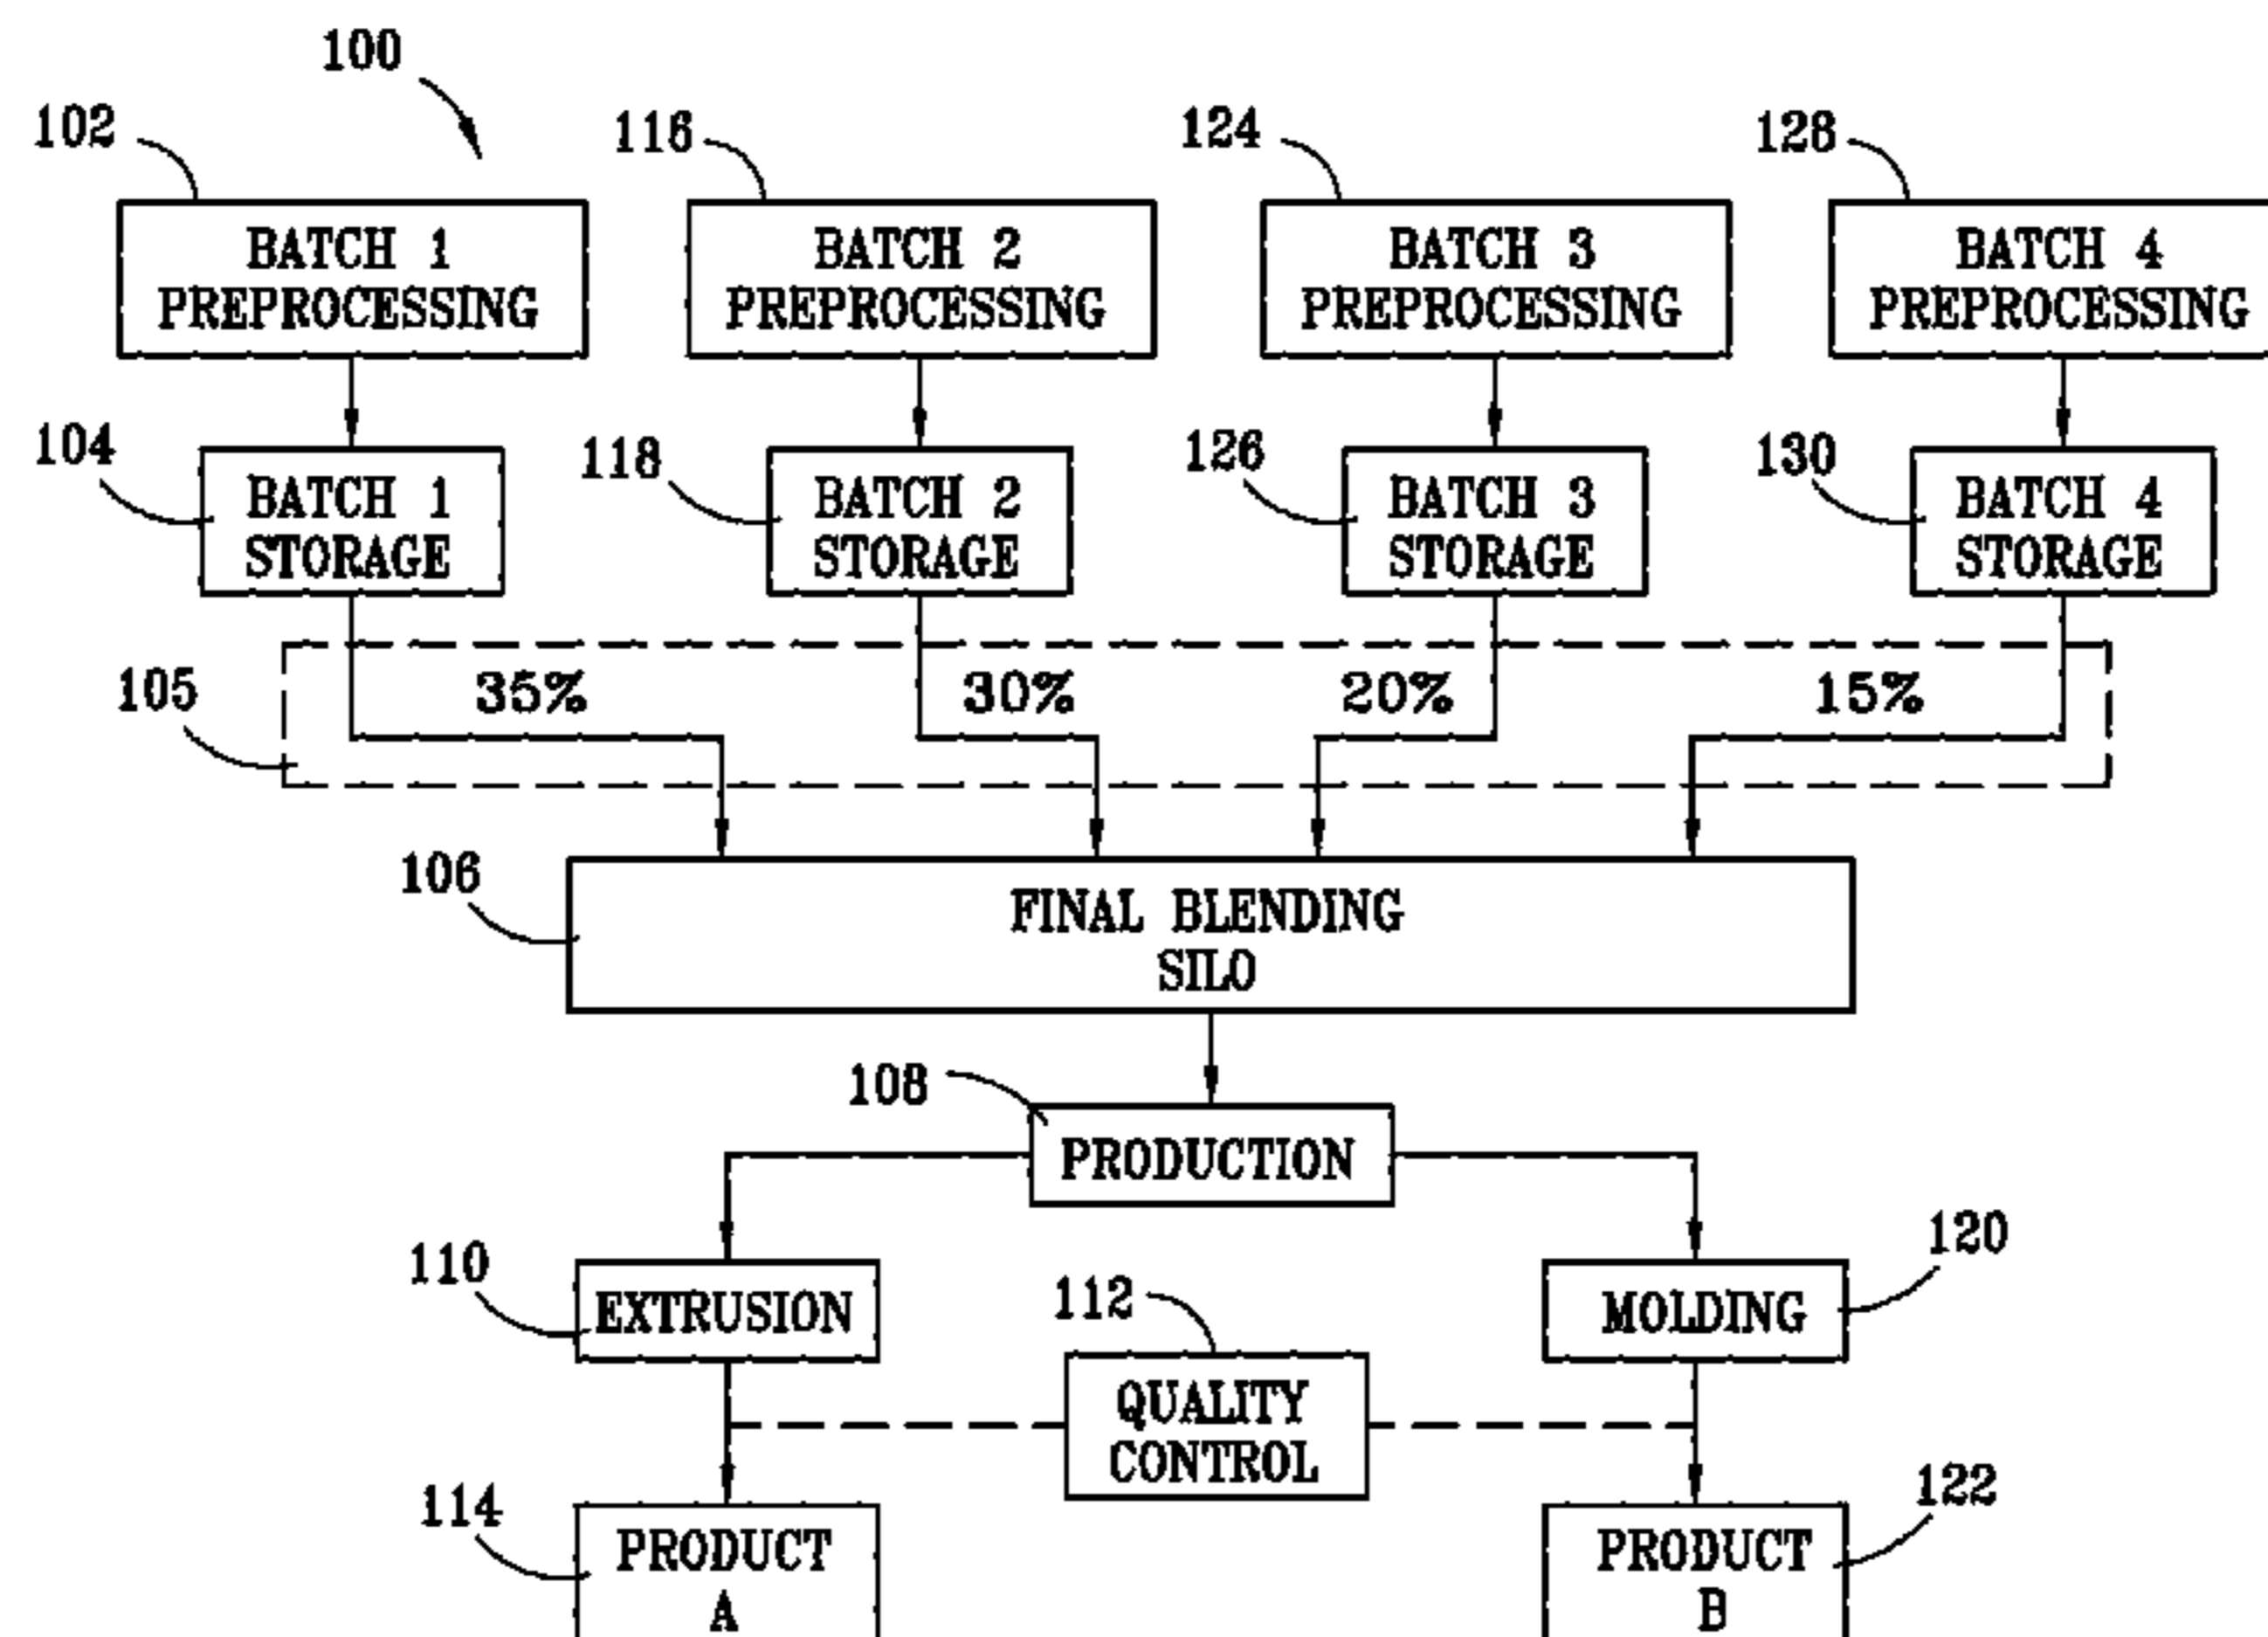 100
102
116
124
128
BATCH 1
PREPROCESSING
BATCH 2
PREPROCESSING
BATCH 3
PREPROCESSING
BATCH 4
PREPROCESSING
104
118
126
130
BATCH 1
STORAGE
BATCH 2
STORAGE
BATCH 3
STORAGE
BATCH 4
STORAGE
105
35%
30%
20%
15%
106
FINAL BLENDING
SILO
108
PRODUCTION
110
EXTRUSION
112
QUALITY
CONTROL
120
MOLDING
114
PRODUCT
A
122
PRODUCT
B